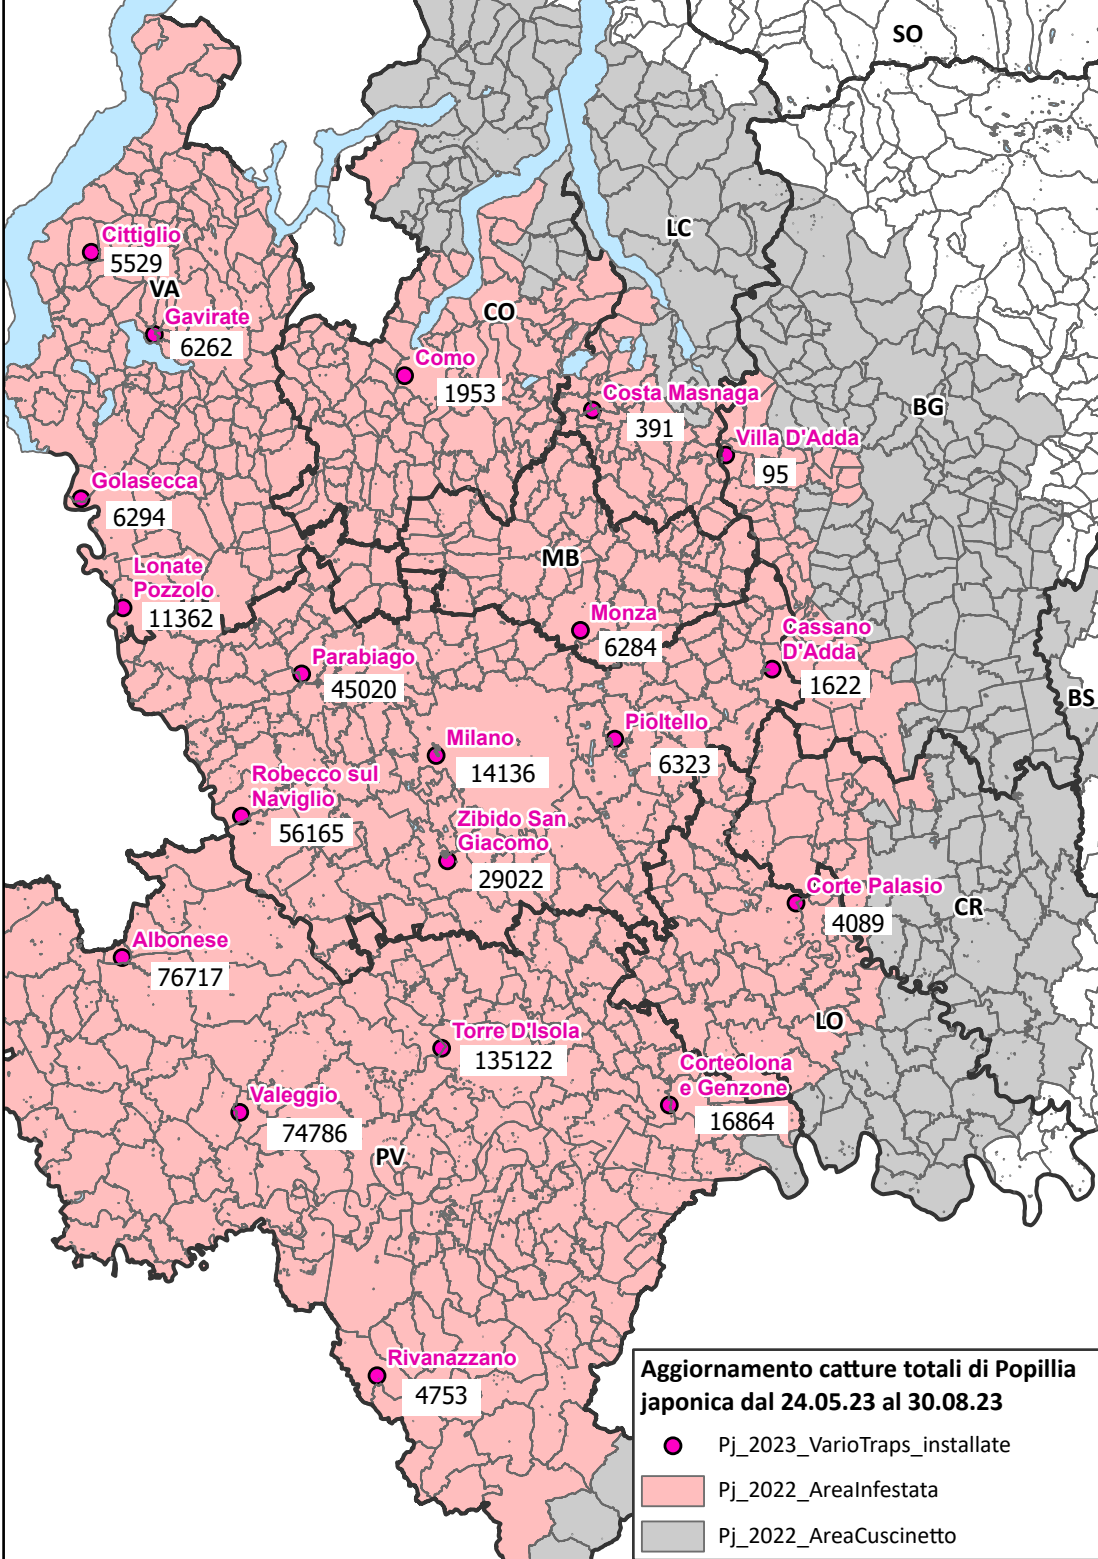 SO
LC
Cittiglio
5529
VA
Gavirate
6262
CO
Como
1953
Costa Masnaga
391
BG
Villa D'Adda
95
Golasecca
6294
MB
Lonate
Pozzolo
11362
Monza
6284
Cassano
D'Adda
1622
Parabiago
45020
BS
Pioltello
6323
Milano
14136
Robecco sul
Naviglio
56165
Zibido San
Giacomo
29022
Corte Palasio
4089
CR
Albonese
76717
LO
Torre D'Isola
135122
Corteolona
e Genzone
16864
Valeggio
74786
PV
Rivanazzano
4753
Aggiornamento catture totali di Popillia
japonica dal 24.05.23 al 30.08.23
Pj_2023_VarioTraps_installate
Pj_2022_AreaInfestata
Pj_2022_AreaCuscinetto